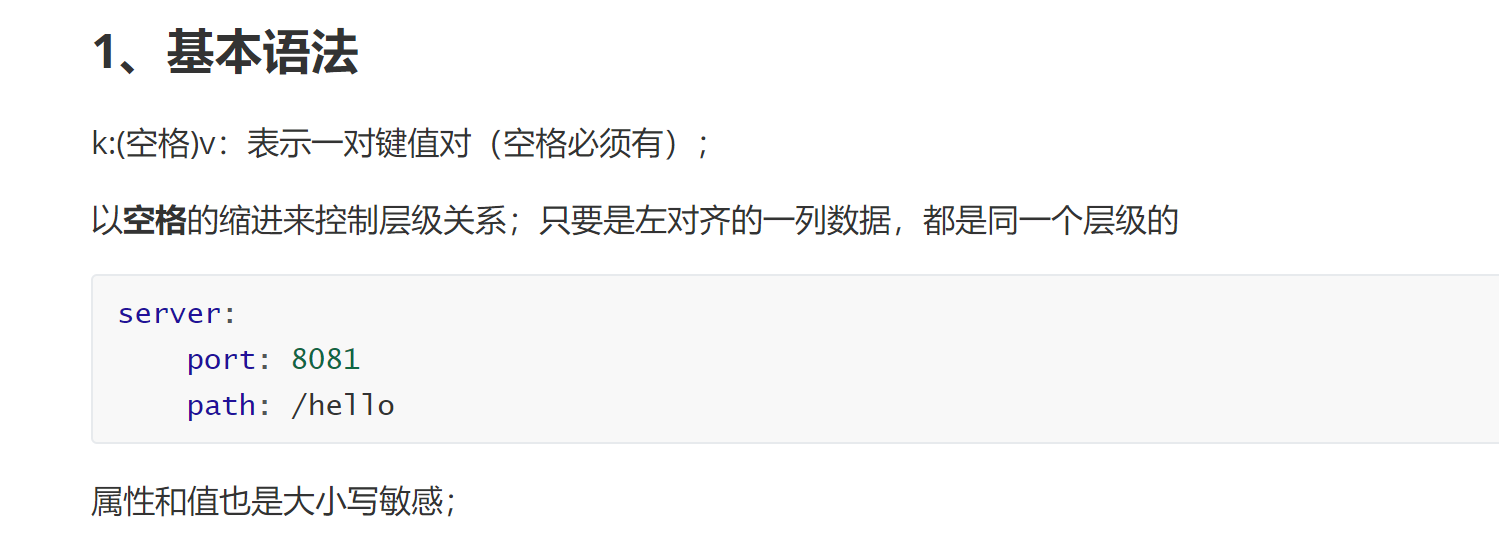 1、基本语法
k:(空格)v：表示一对键值对（空格必须有）；
以空格的缩进来控制层级关系；只要是左对齐的一列数据，都是同一个层级的
server:
    port: 8081
    path: /hello
属性和值也是大小写敏感；